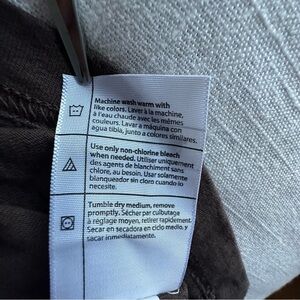 Machine wash warm with
like colors. Laver à la machine,
à l'eau chaude avec les mêmes
couleurs. Lavar a máquina con
agua tibia, junto a colores similares.
Use only non-chlorine bleach
when needed. Utiliser uniquement
des agents de blanchiment sans
chlore, au besoin. Usar solamente
blanqueador sin cloro cuando lo
necesite.
Tumble dry medium, remove
promptly. Sécher par culbutage
à réglage moyen, retirer rapidement.
Secar en secadora en ciclo medio, y
sacar inmediatamente.